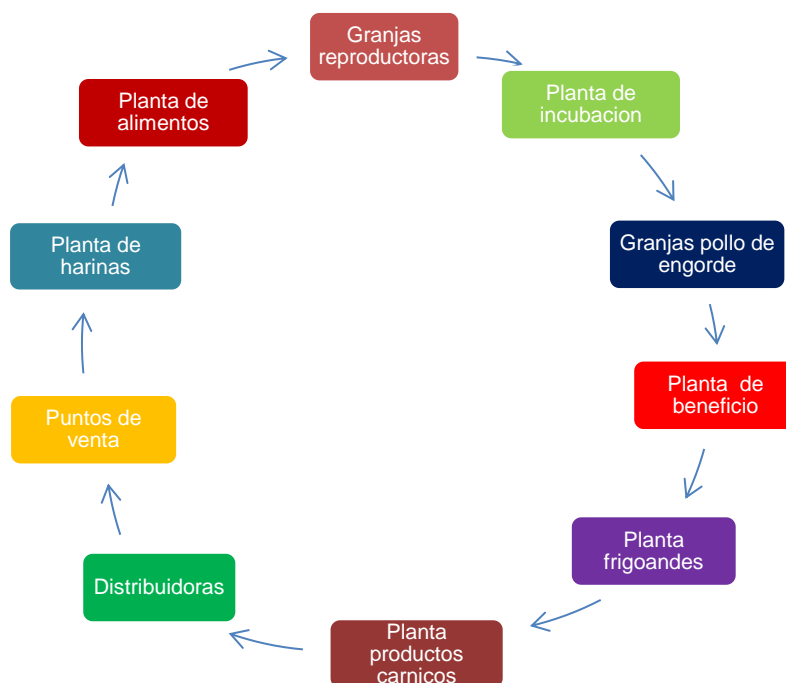 Granjas
reproductoras
Planta de
incubacion
Granjas pollo de
engorde
Planta de
beneficio
Planta
frigoandes
Planta
productos
carnicos
Distribuidoras
Puntos de
venta
Planta de
harinas
Planta de
alimentos